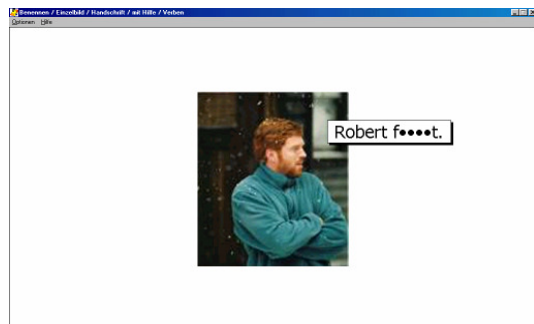 Benennen / Einzelbild / Handschrift / mit Hilfe / Verben
Optionen Hilfe
Robert f●●●●t.